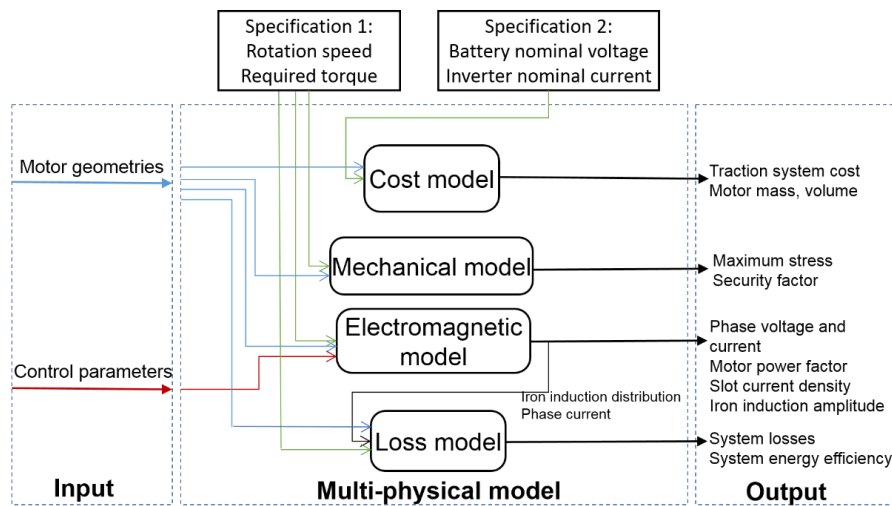 Specification 1:
Rotation speed
Required torque
Specification 2:
Battery nominal voltage
Inverter nominal current
Motor geometries
Control parameters
Cost model
Mechanical model
Electromagnetic
model
Iron induction distribution
Phase current
Loss model
Traction system cost
Motor mass, volume
Maximum stress
Security factor
Phase voltage and
current
Motor power factor
Slot current density
Iron induction amplitude
System losses
System energy efficiency
Input
Multi-physical model
Output